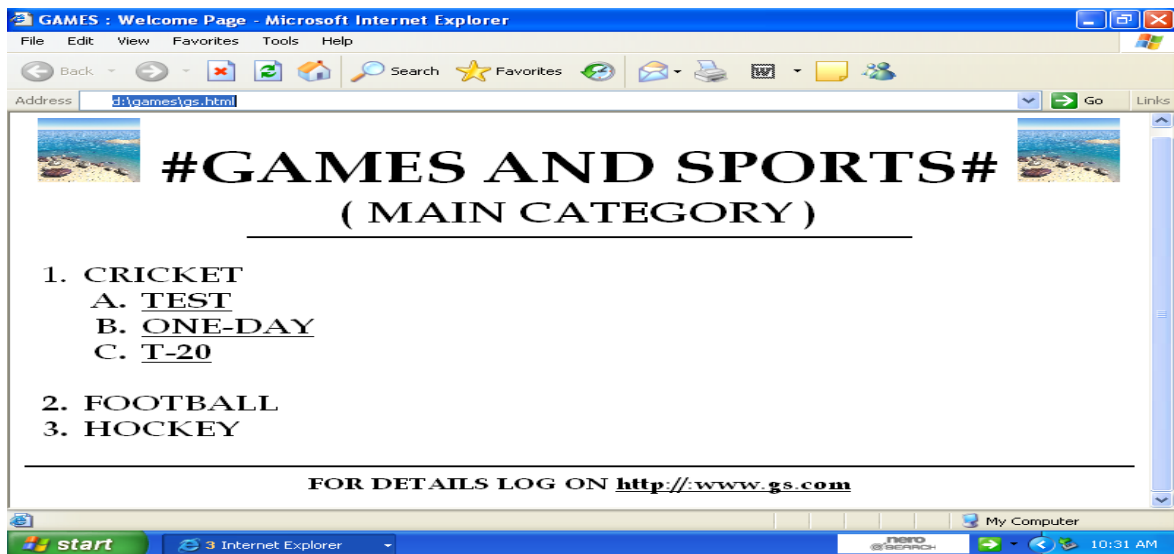 GAMES : Welcome Page - Microsoft Internet Explorer
File Edit View Favorites Tools Help
Back Search Favorites
Address d:\games\gs.html Go Links
#GAMES AND SPORTS#
( MAIN CATEGORY )
1. CRICKET
A. TEST
B. ONE-DAY
C. T-20
2. FOOTBALL
3. HOCKEY
FOR DETAILS LOG ON http://:www.gs.com
My Computer
start 3 Internet Explorer nero SEARCH 10:31 AM